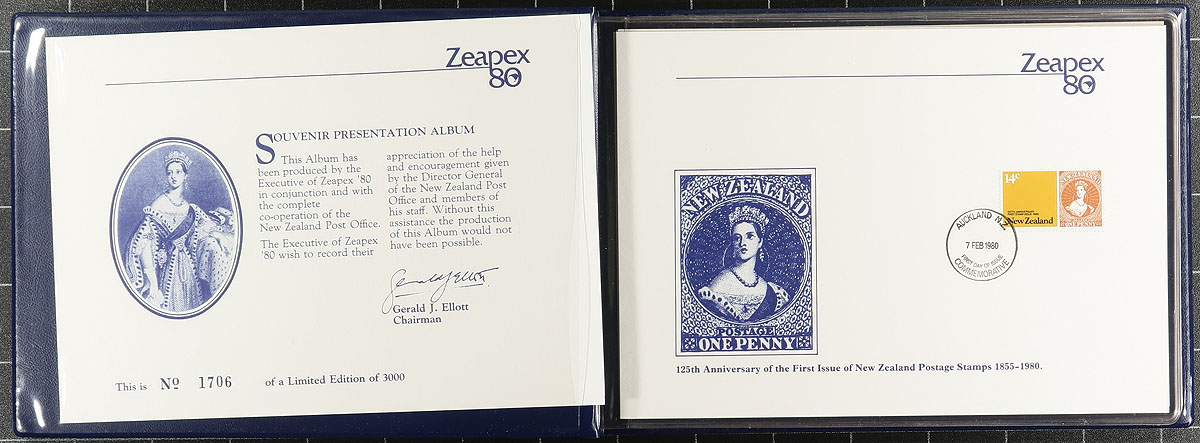 Zeapex
80
SOUVENIR PRESENTATION ALBUM
This Album has
been produced by the
Executive of Zeapex '80
in conjunction and with
the complete
co-operation of the
New Zealand Post Office.
The Executive of Zeapex
'80 wish to record their
appreciation of the help
and encouragement given
by the Director General
of the New Zealand Post
Office and members of
his staff. Without this
assistance the production
of this Album would not
have been possible.
Gerald J. Ellott
Gerald J. Ellott
Chairman
This is Nº 1706 of a Limited Edition of 3000
Zeapex
80
NEW ZEALAND
POSTAGE
ONE PENNY
125th Anniversary of the First Issue of New Zealand Postage Stamps 1855-1980.
14c
New Zealand
ONE PENNY
AUCKLAND N.Z.
7 FEB 1980
FIRST DAY OF ISSUE
COMMEMORATIVE